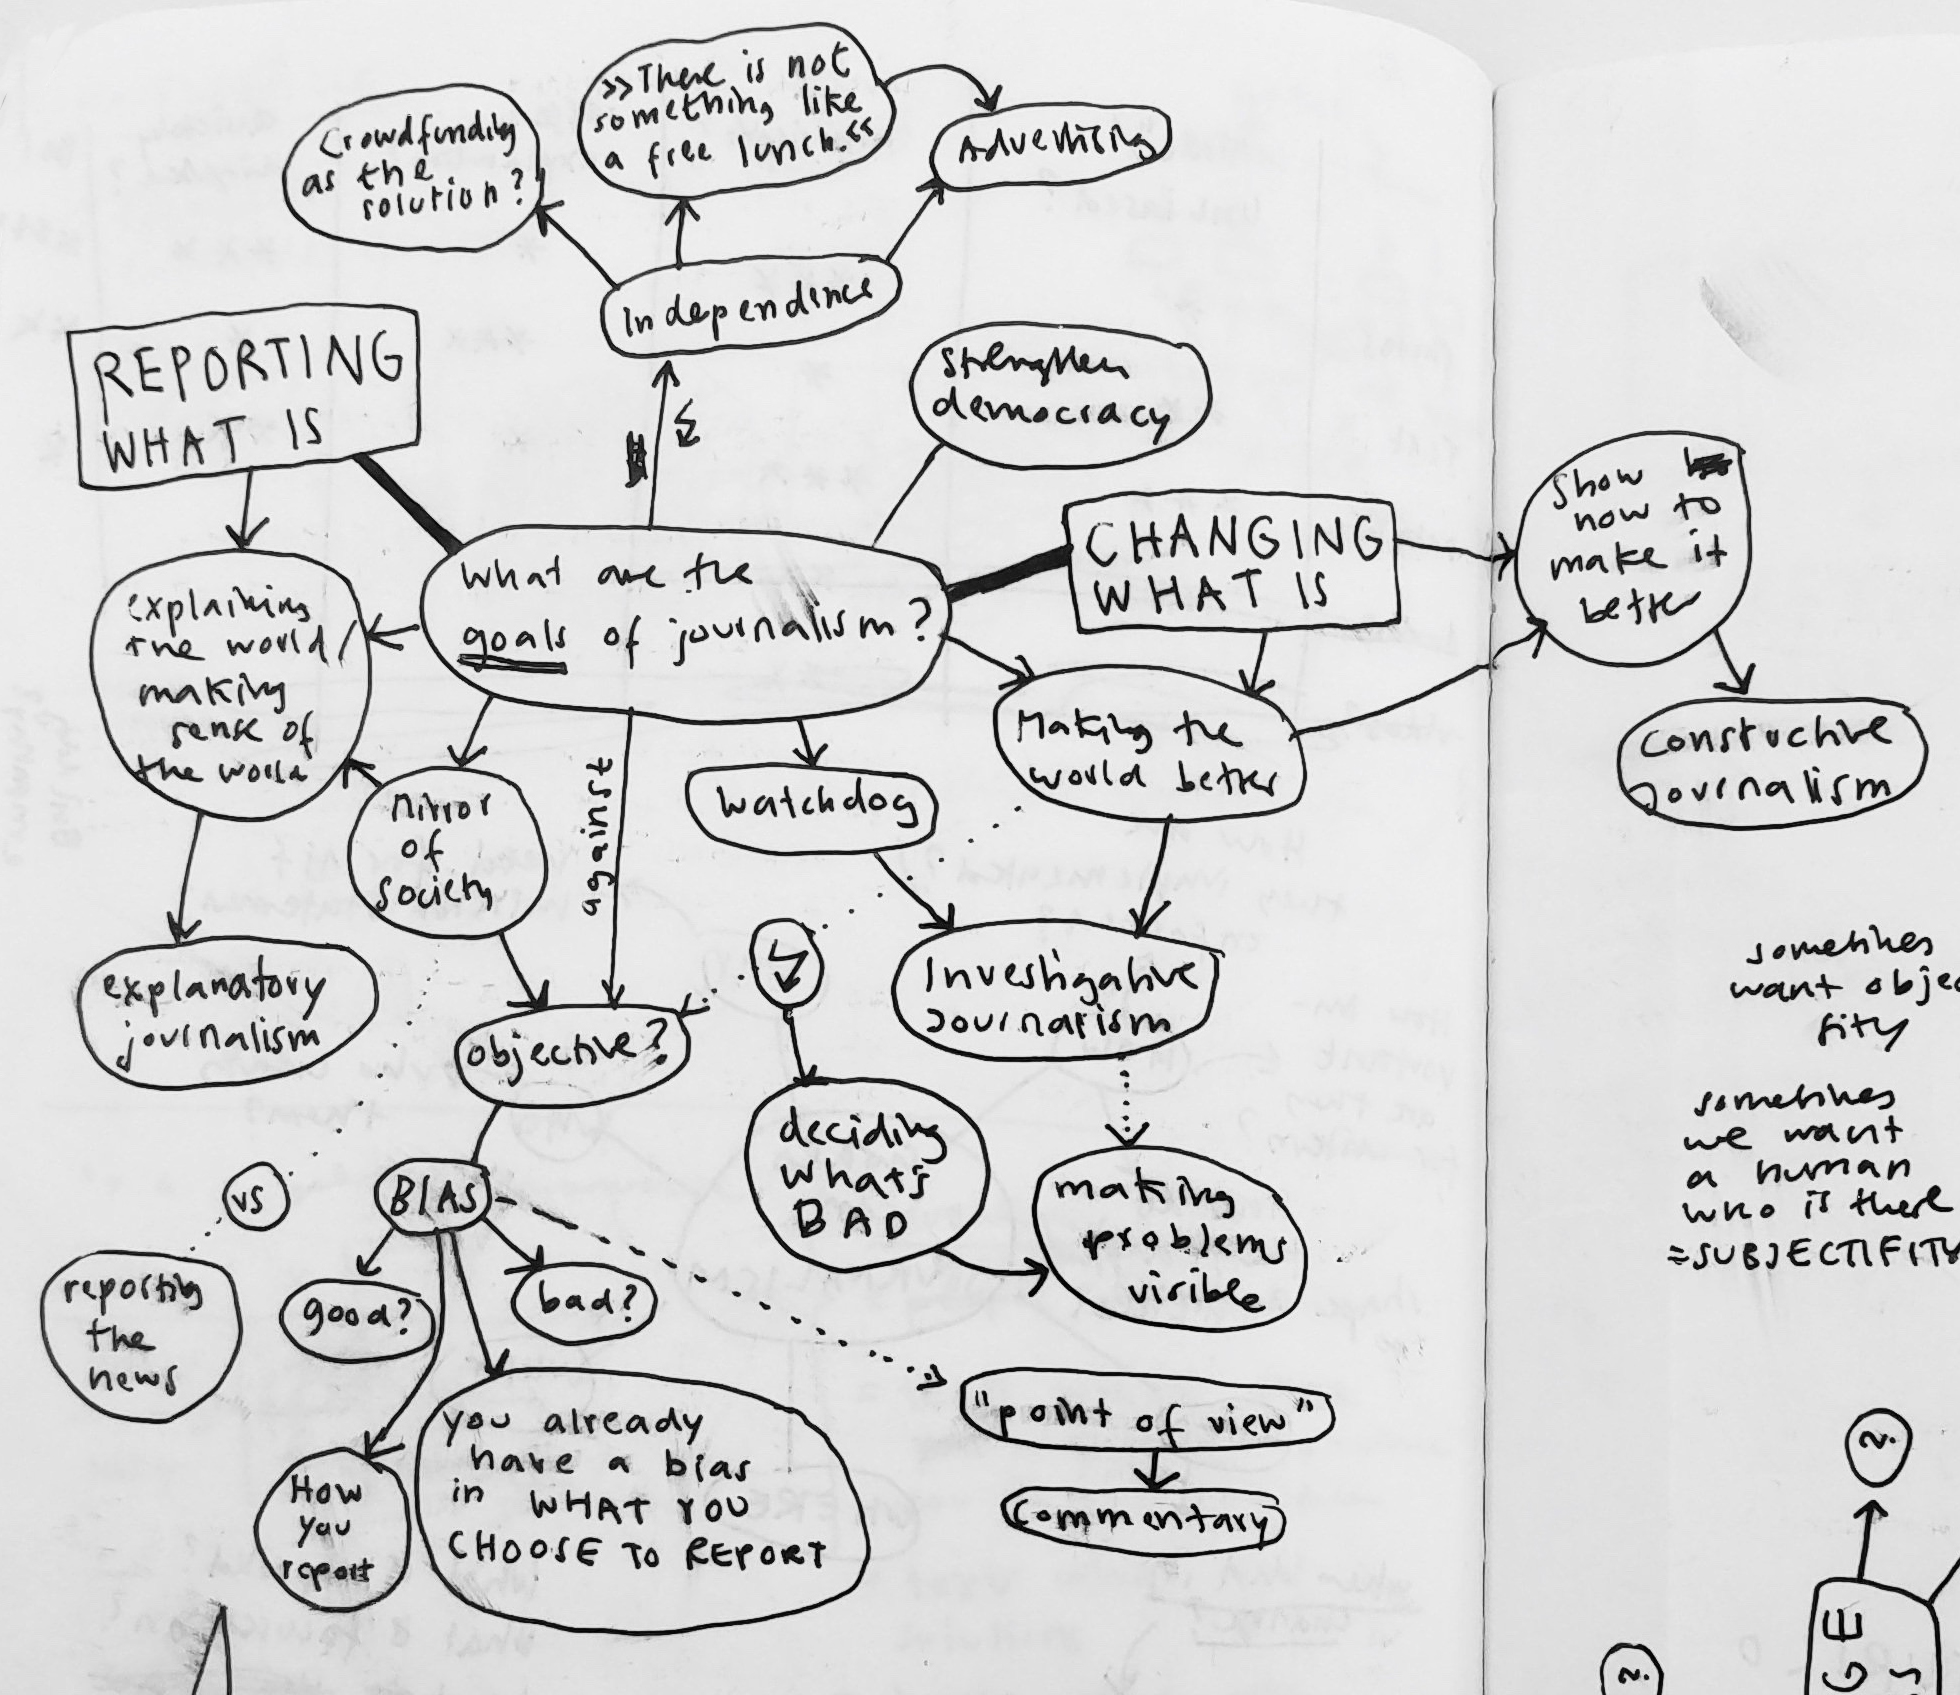 »There is not
something like
a free lunch.«
Crowdfunding
as the
solution?
Advertising
Independence
REPORTING
WHAT IS
Strengthen
democracy
CHANGING
WHAT IS
Show
how to
make it
better
What are the
goals of journalism?
explaining
the world/
making
sense of
the world
Making the
world better
constructive
journalism
Mirror
of
society
against
Watchdog
explanatory
journalism
objective?
Investigative
Journalism
sometimes
want objec
fity
deciding
what's
BAD
making
problems
visible
sometimes
we want
a human
who is there
=SUBJECTIFITY
vs
BIAS
reporting
the
news
good?
bad?
"point of view"
Commentary
How
you
report
you already
have a bias
in WHAT YOU
CHOOSE TO REPORT
?
?
GE